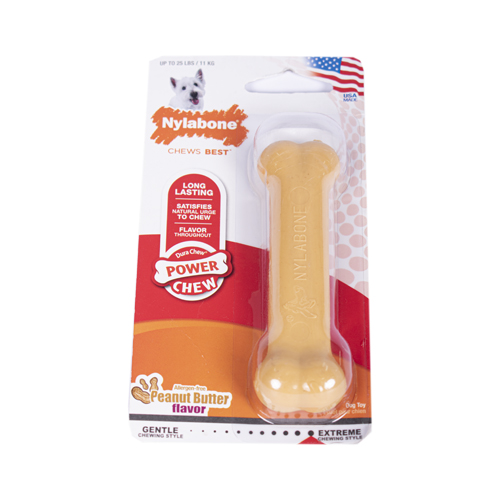 UP TO 25 LBS / 11 KG
USA
MADE
Nylabone®
CHEWS BEST™
LONG
LASTING
SATISFIES
NATURAL URGE
TO CHEW
FLAVOR
THROUGHOUT
Dura Chew®
POWER
CHEW
NYLABONE
Allergen-Free
Peanut Butter
flavor
Dog Toy
GENTLE
CHEWING STYLE
EXTREME
CHEWING STYLE